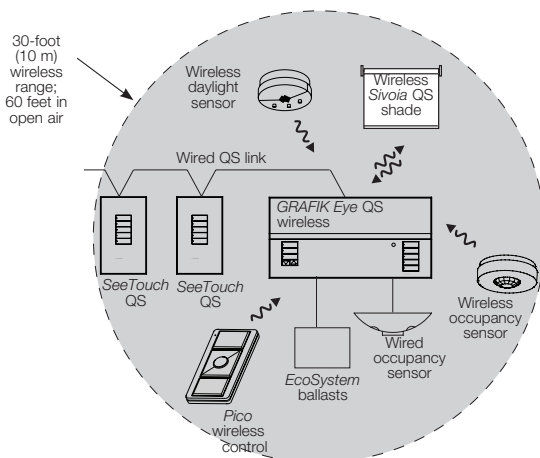 30-foot
(10 m)
wireless
range;
60 feet in
open air
Wireless
daylight
sensor
Wireless
Sivoia QS
shade
Wired QS link
GRAFIK Eye QS
wireless
SeeTouch
QS
SeeTouch
QS
Wireless
occupancy
sensor
Wired
occupancy
sensor
EcoSystem
ballasts
Pico
wireless
control